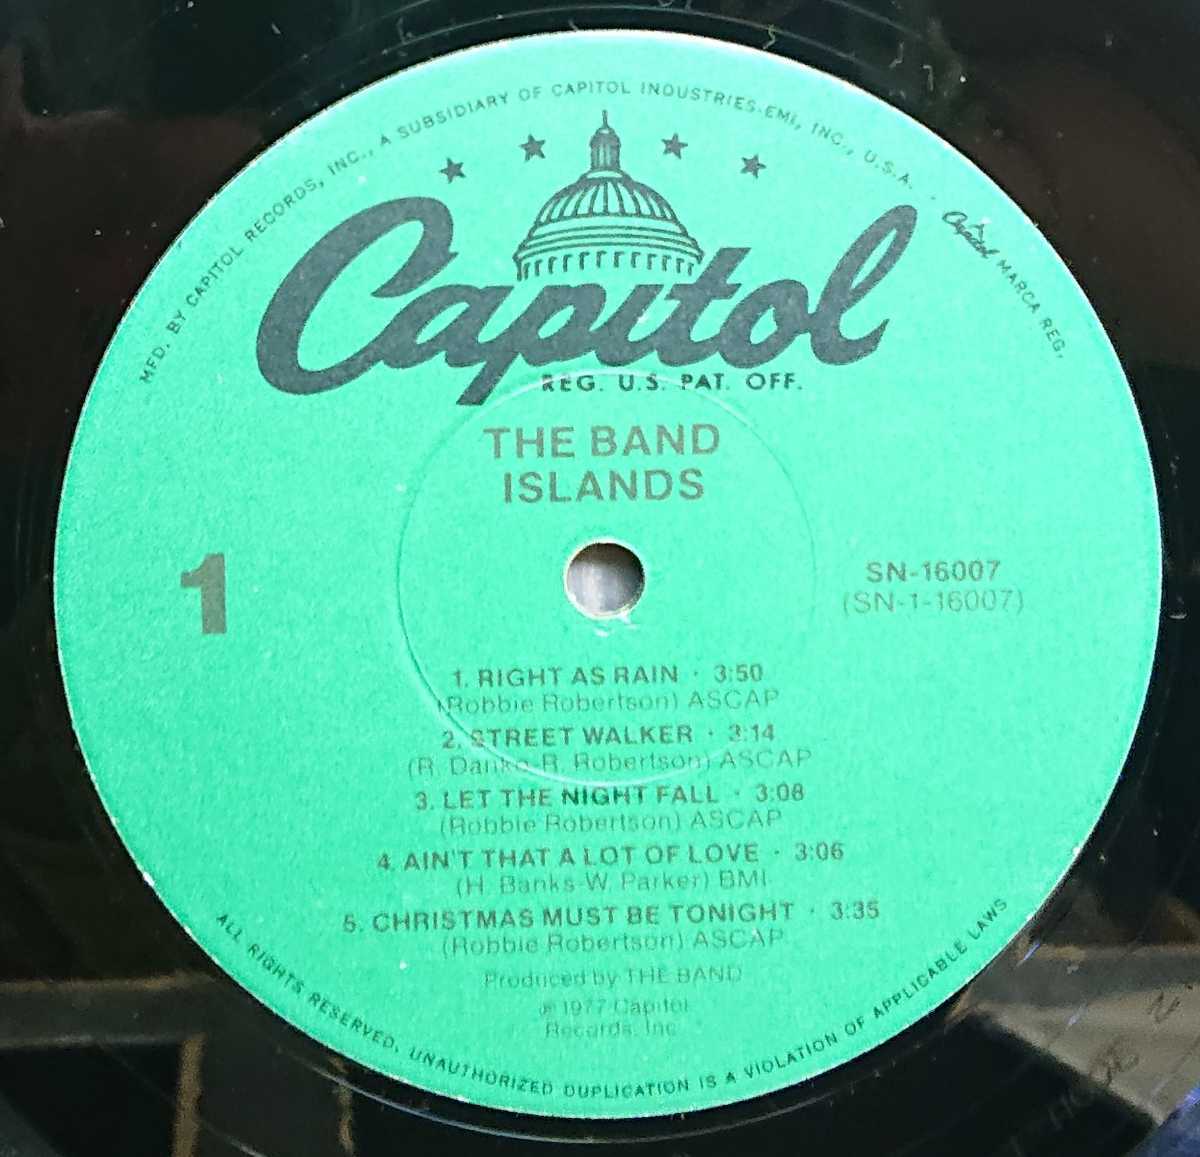 MFD. BY CAPITOL RECORDS, INC., A SUBSIDIARY OF CAPITOL INDUSTRIES-EMI, INC., U.S.A. · Capitol MARCA REG.
Capitol
REG. U.S. PAT. OFF.
THE BAND
ISLANDS
1
SN-16007
(SN-1-16007)
1. RIGHT AS RAIN · 3:50
(Robbie Robertson) ASCAP
2. STREET WALKER · 3:14
(R. Danko-R. Robertson) ASCAP
3. LET THE NIGHT FALL · 3:08
(Robbie Robertson) ASCAP
4. AIN'T THAT A LOT OF LOVE · 3:06
(H. Banks-W. Parker) BMI
5. CHRISTMAS MUST BE TONIGHT · 3:35
(Robbie Robertson) ASCAP
Produced by THE BAND
℗ 1977 Capitol
Records, Inc.
ALL RIGHTS RESERVED. UNAUTHORIZED DUPLICATION IS A VIOLATION OF APPLICABLE LAWS